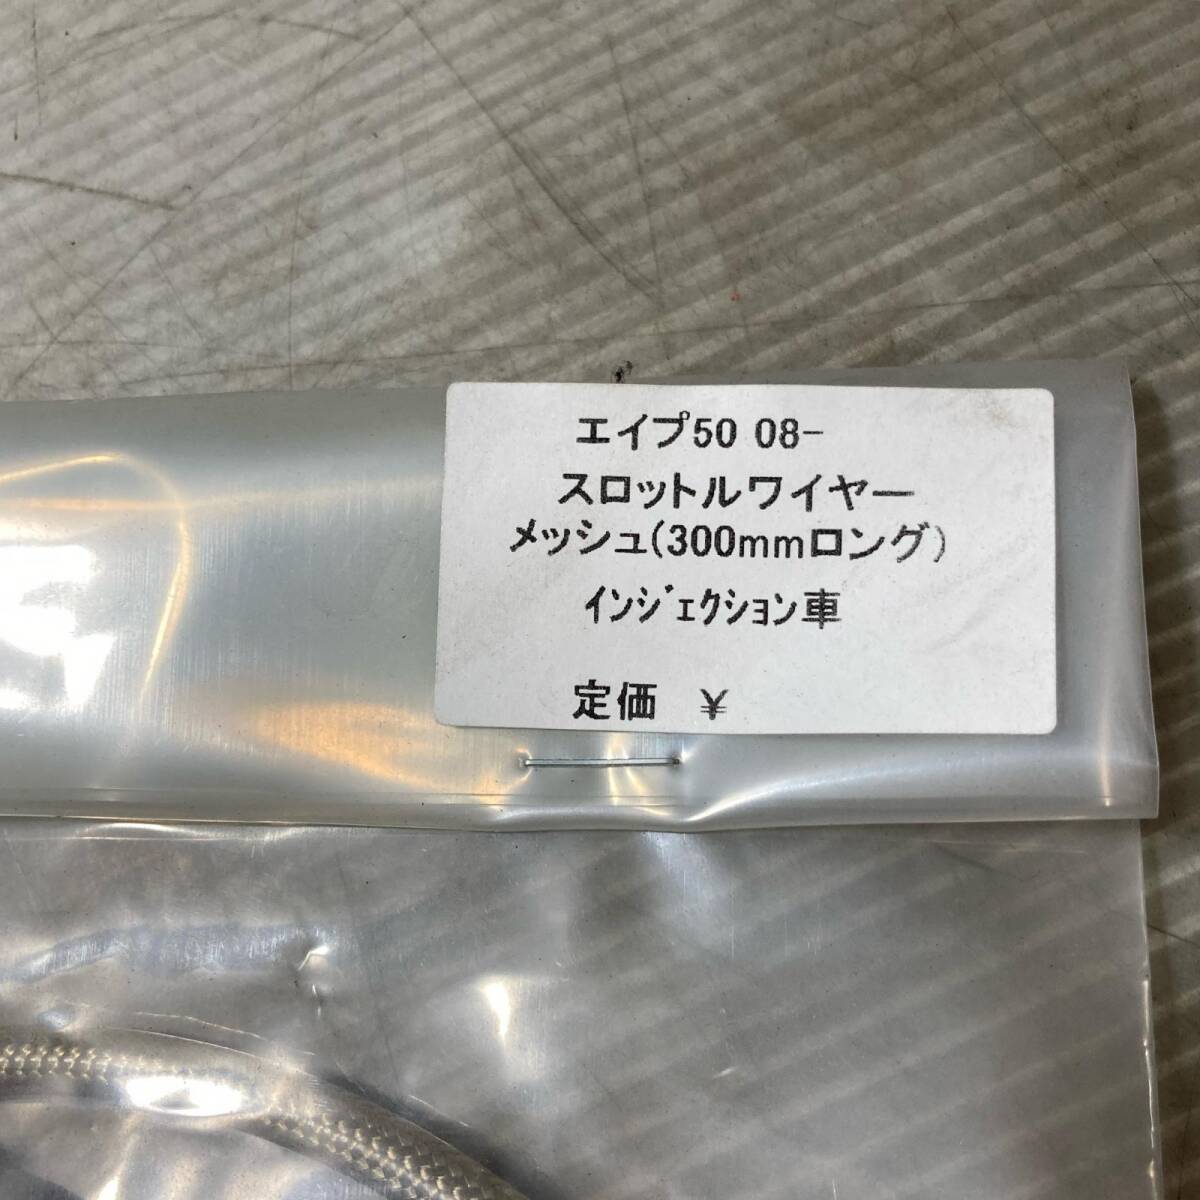 エイプ50 08-
スロットルワイヤー
メッシュ(300mmロング)
ｲﾝｼﾞｪｸｼｮﾝ車
定価 ¥